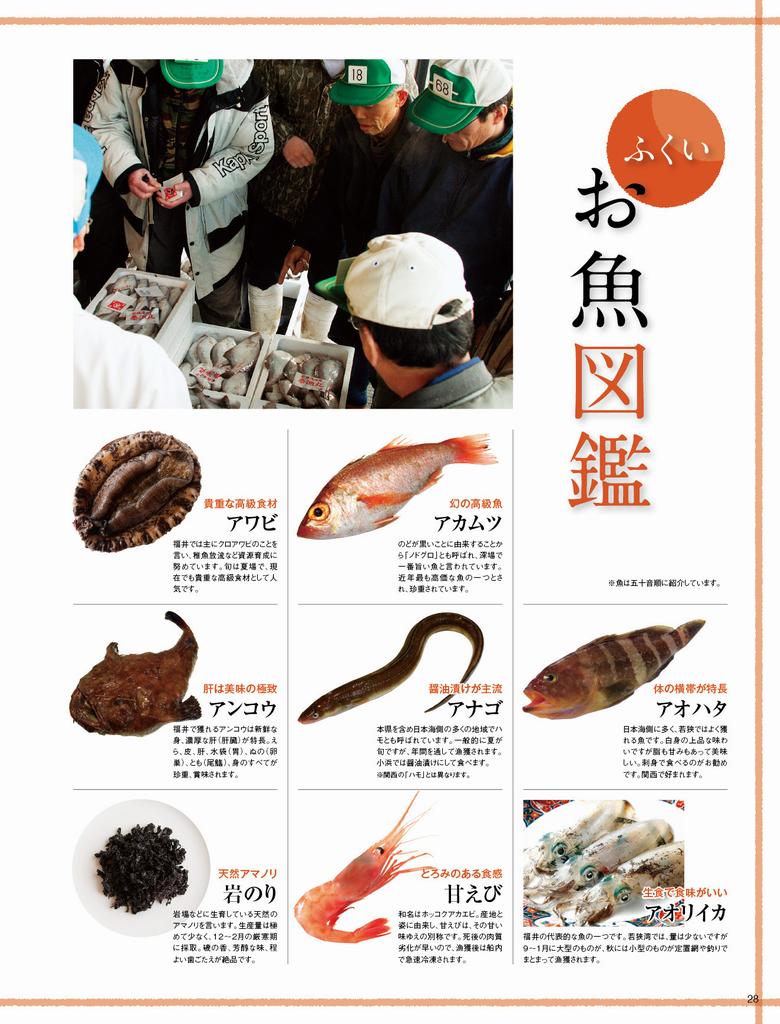 ふくい
お魚図鑑
18
68
Kapa Sport
※魚は五十音順に紹介しています。
貴重な高級食材
アワビ
福井では主にクロアワビのことを
言い、稚魚放流など資源育成に
努めています。旬は夏場で、現
在でも貴重な高級食材として人
気です。
幻の高級魚
アカムツ
のどが黒いことに由来することか
ら「ノドグロ」とも呼ばれ、深場で
一番旨い魚と言われています。
近年最も高価な魚の一つとさ
れ、珍重されています。
肝は美味の極致
アンコウ
福井で獲れるアンコウは新鮮な
身、濃厚な肝（肝臓）が特長。え
ら、皮、肝、水袋（胃）、ぬの（卵
巣）、とも（尾鰭）、身のすべてが
珍重、賞味されます。
醤油漬けが主流
アナゴ
本県を含め日本海側の多くの地域でハ
モとも呼ばれています。一般的に夏が
旬ですが、年間を通して漁獲されます。
小浜では醤油漬けにして食べます。
※関西の「ハモ」とは異なります。
体の横帯が特長
アオハタ
日本海側に多く、若狭ではよく獲
れる魚です。白身の上品な味わ
いですが脂も甘みもあって美味
しい。刺身で食べるのがお勧め
です。関西で好まれます。
天然アマノリ
岩のり
岩場などに生育している天然の
アマノリを言います。生産量は極
めて少なく、12～2月の厳寒期
に採取。磯の香、芳醇な味、程
よい歯ごたえが絶品です。
とろみのある食感
甘えび
和名はホッコクアカエビ。産地と
姿に由来し、甘えびは、その甘い
味ゆえの別称です。死後の肉質
劣化が早いので、漁獲後は船内
で急速冷凍されます。
生食で食味がいい
アオリイカ
福井の代表的な魚の一つです。若狭湾では、量は少ないですが
9～1月に大型のものが、秋には小型のものが定置網や釣りで
まとまって漁獲されます。
28